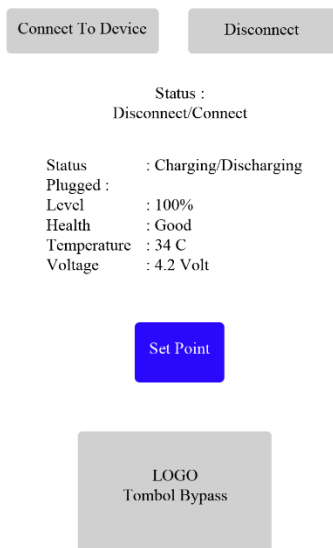 Connect To Device
Disconnect
Status :
Disconnect/Connect
Status : Charging/Discharging
Plugged :
Level : 100%
Health : Good
Temperature : 34 C
Voltage : 4.2 Volt
Set Point
LOGO
Tombol Bypass